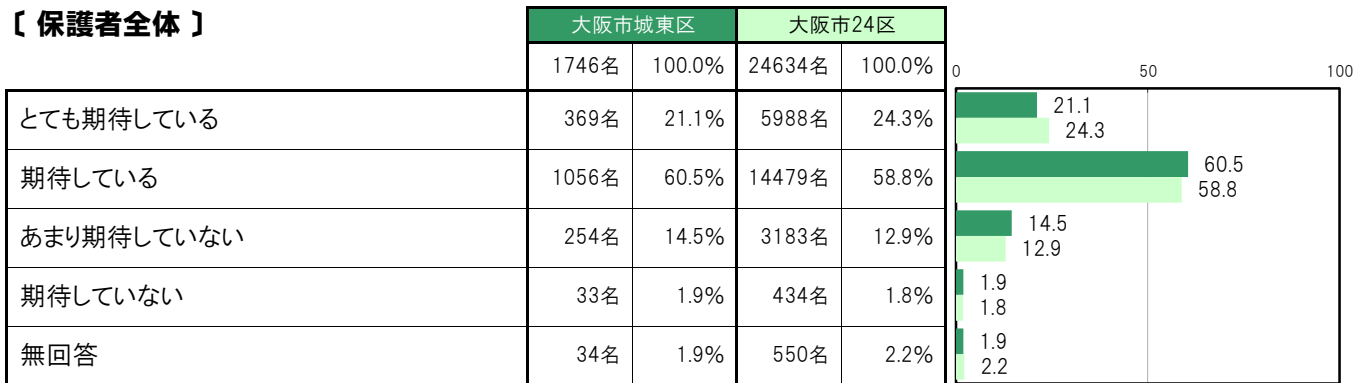 〔 保護者全体 〕
大阪市城東区 大阪市24区
1746名 100.0% 24634名 100.0%
0 50 100
とても期待している 369名 21.1% 5988名 24.3%
21.1
24.3
期待している 1056名 60.5% 14479名 58.8%
60.5
58.8
あまり期待していない 254名 14.5% 3183名 12.9%
14.5
12.9
期待していない 33名 1.9% 434名 1.8%
1.9
1.8
無回答 34名 1.9% 550名 2.2%
1.9
2.2